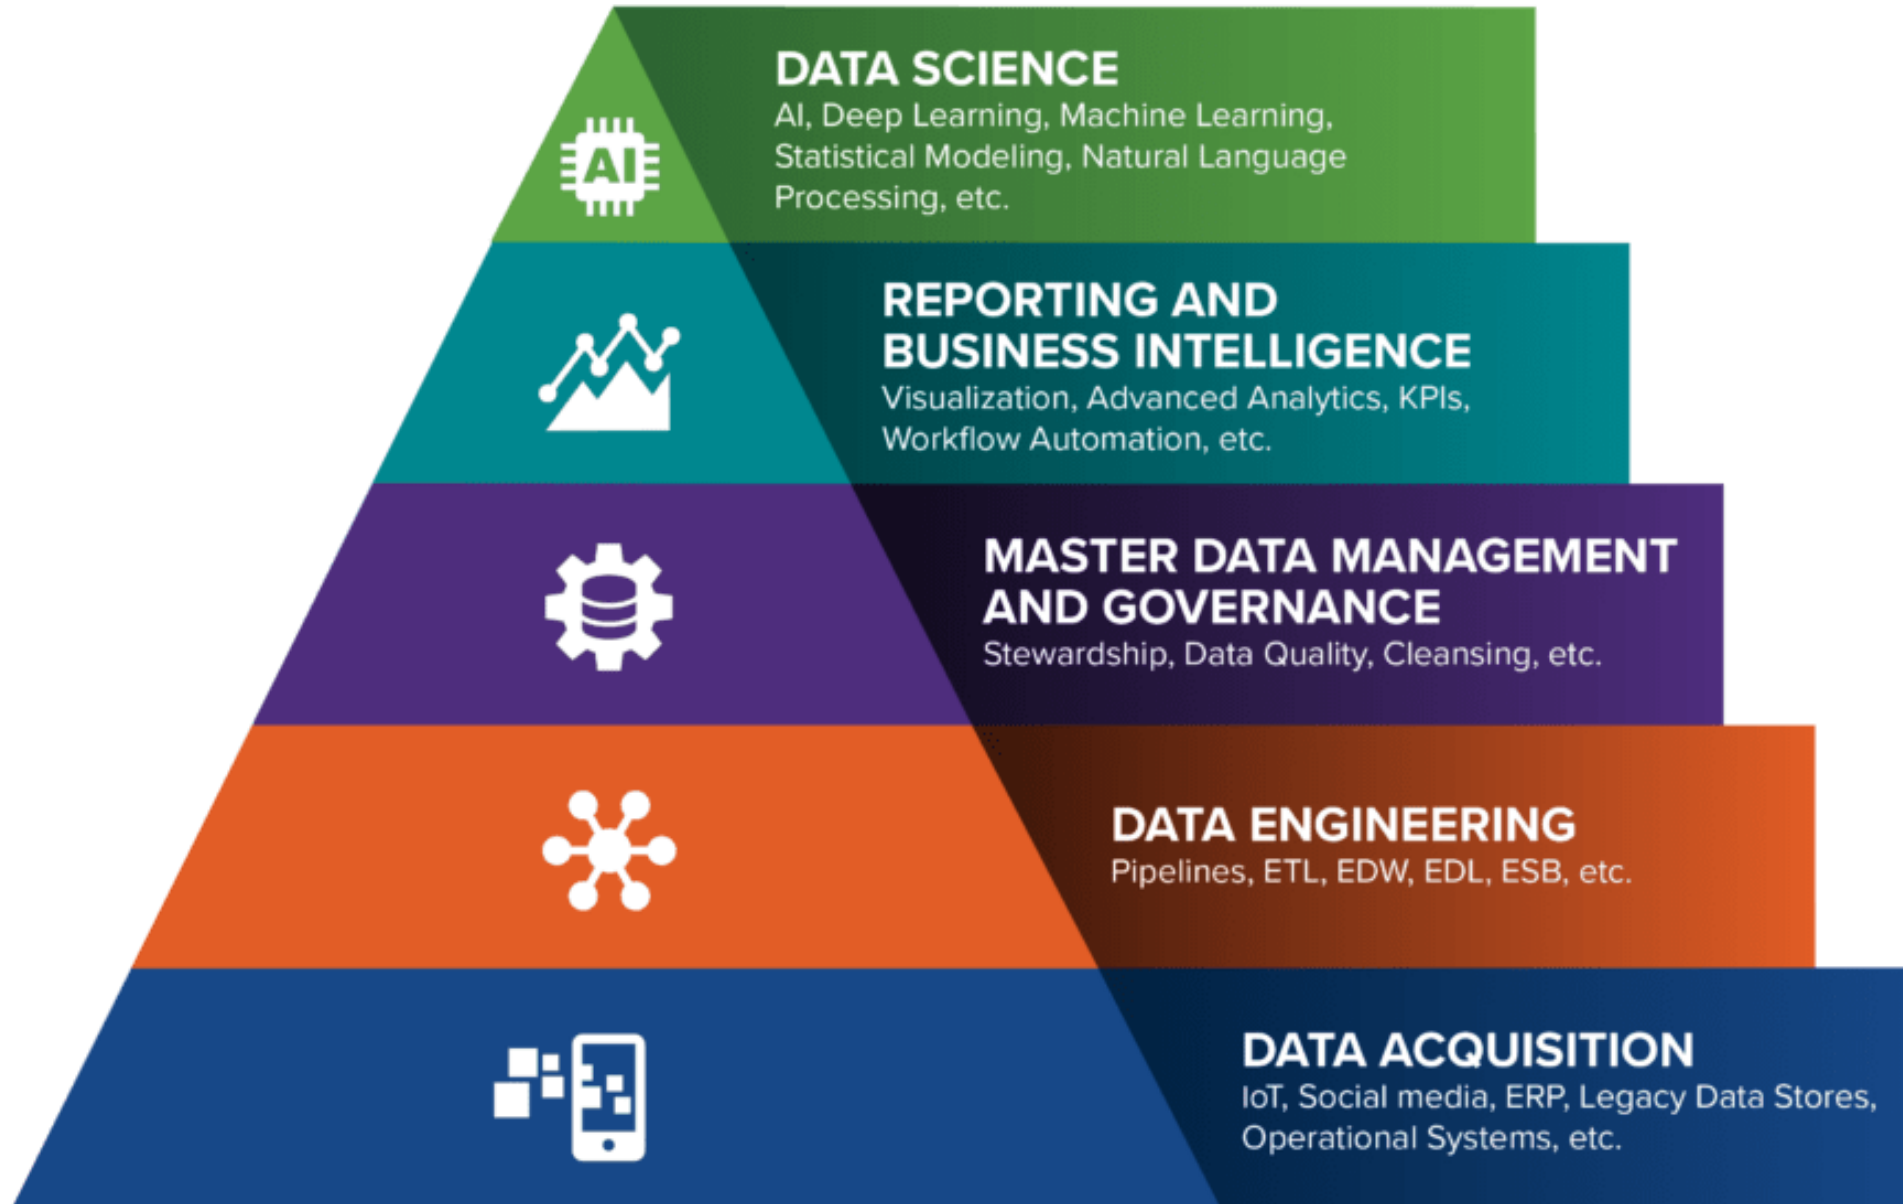 AI
DATA SCIENCE
AI, Deep Learning, Machine Learning,
Statistical Modeling, Natural Language
Processing, etc.
REPORTING AND
BUSINESS INTELLIGENCE
Visualization, Advanced Analytics, KPIs,
Workflow Automation, etc.
MASTER DATA MANAGEMENT
AND GOVERNANCE
Stewardship, Data Quality, Cleansing, etc.
DATA ENGINEERING
Pipelines, ETL, EDW, EDL, ESB, etc.
DATA ACQUISITION
IoT, Social media, ERP, Legacy Data Stores,
Operational Systems, etc.